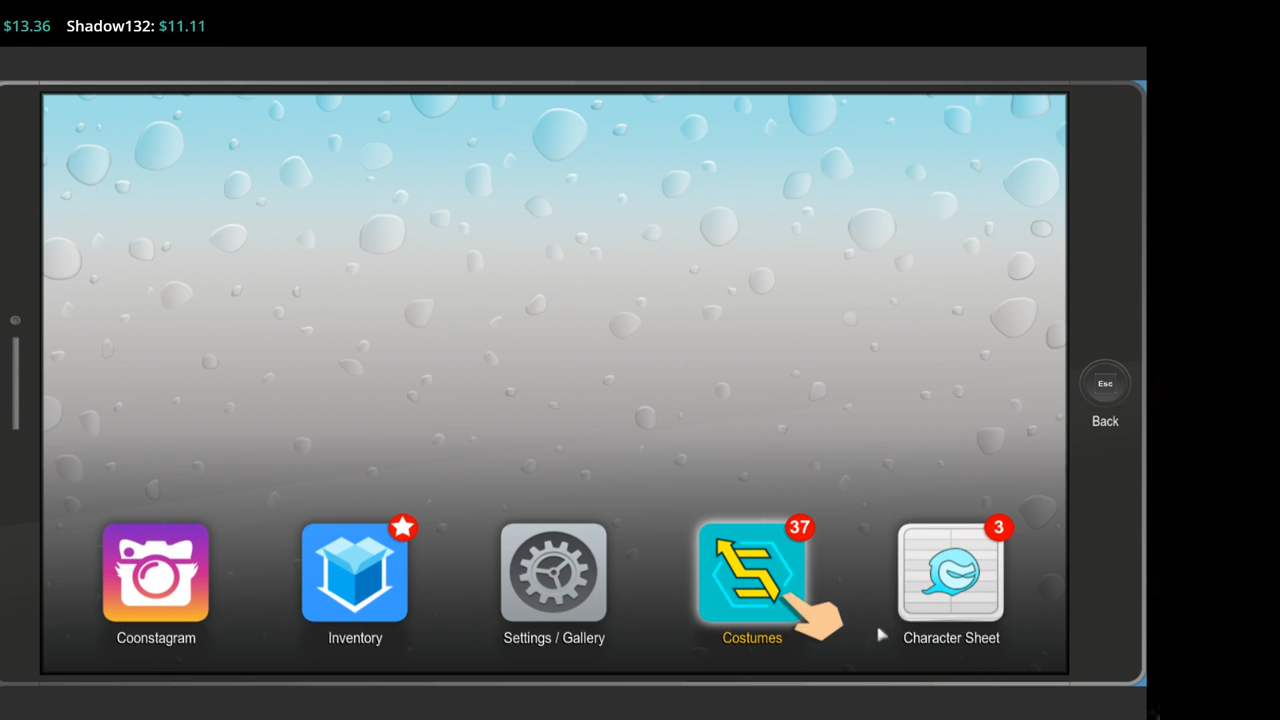 $13.36 Shadow132: $11.11
Esc
Back
37
3
Coonstagram
Inventory
Settings / Gallery
Costumes
Character Sheet